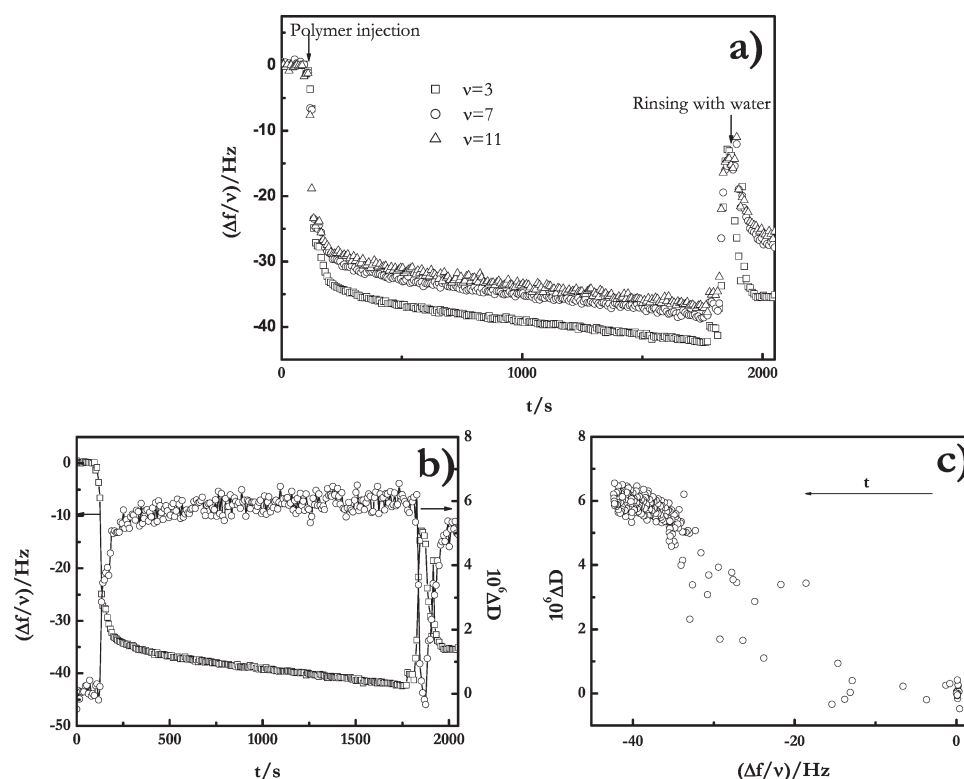 Polymer injection
a)
ν=3
ν=7
ν=11
Rinsing with water
0
-10
-20
-30
-40
(Δf/ν)/Hz
0 1000 2000
t/s
b)
0
-10
-20
-30
-40
-50
(Δf/ν)/Hz
8
6
4
2
0
10⁶ΔD
0 500 1000 1500 2000
t/s
c)
t
8
6
4
2
0
10⁶ΔD
-40 -20 0
(Δf/ν)/Hz